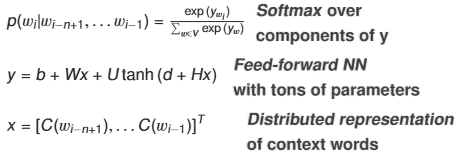 p(w_i|w_{i−n+1}, . . . w_{i−1}) = exp (y_{w_i}) / ∑_{w∈V} exp (y_w)
Softmax over
components of y
y = b + Wx + U tanh (d + Hx)
Feed-forward NN
with tons of parameters
x = [C(w_{i−n+1}), . . . C(w_{i−1})]^T
Distributed representation
of context words